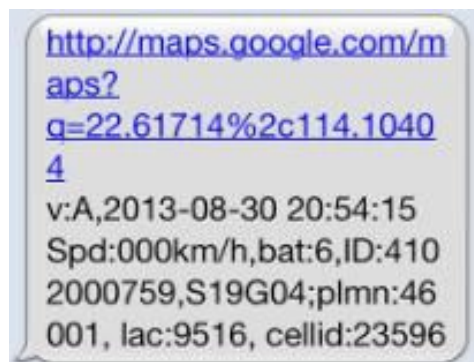 http://maps.google.com/m
aps?
q=22.61714%2c114.1040
4
v:A,2013-08-30 20:54:15
Spd:000km/h,bat:6,ID:410
2000759,S19G04;plmn:46
001, lac:9516, cellid:23596